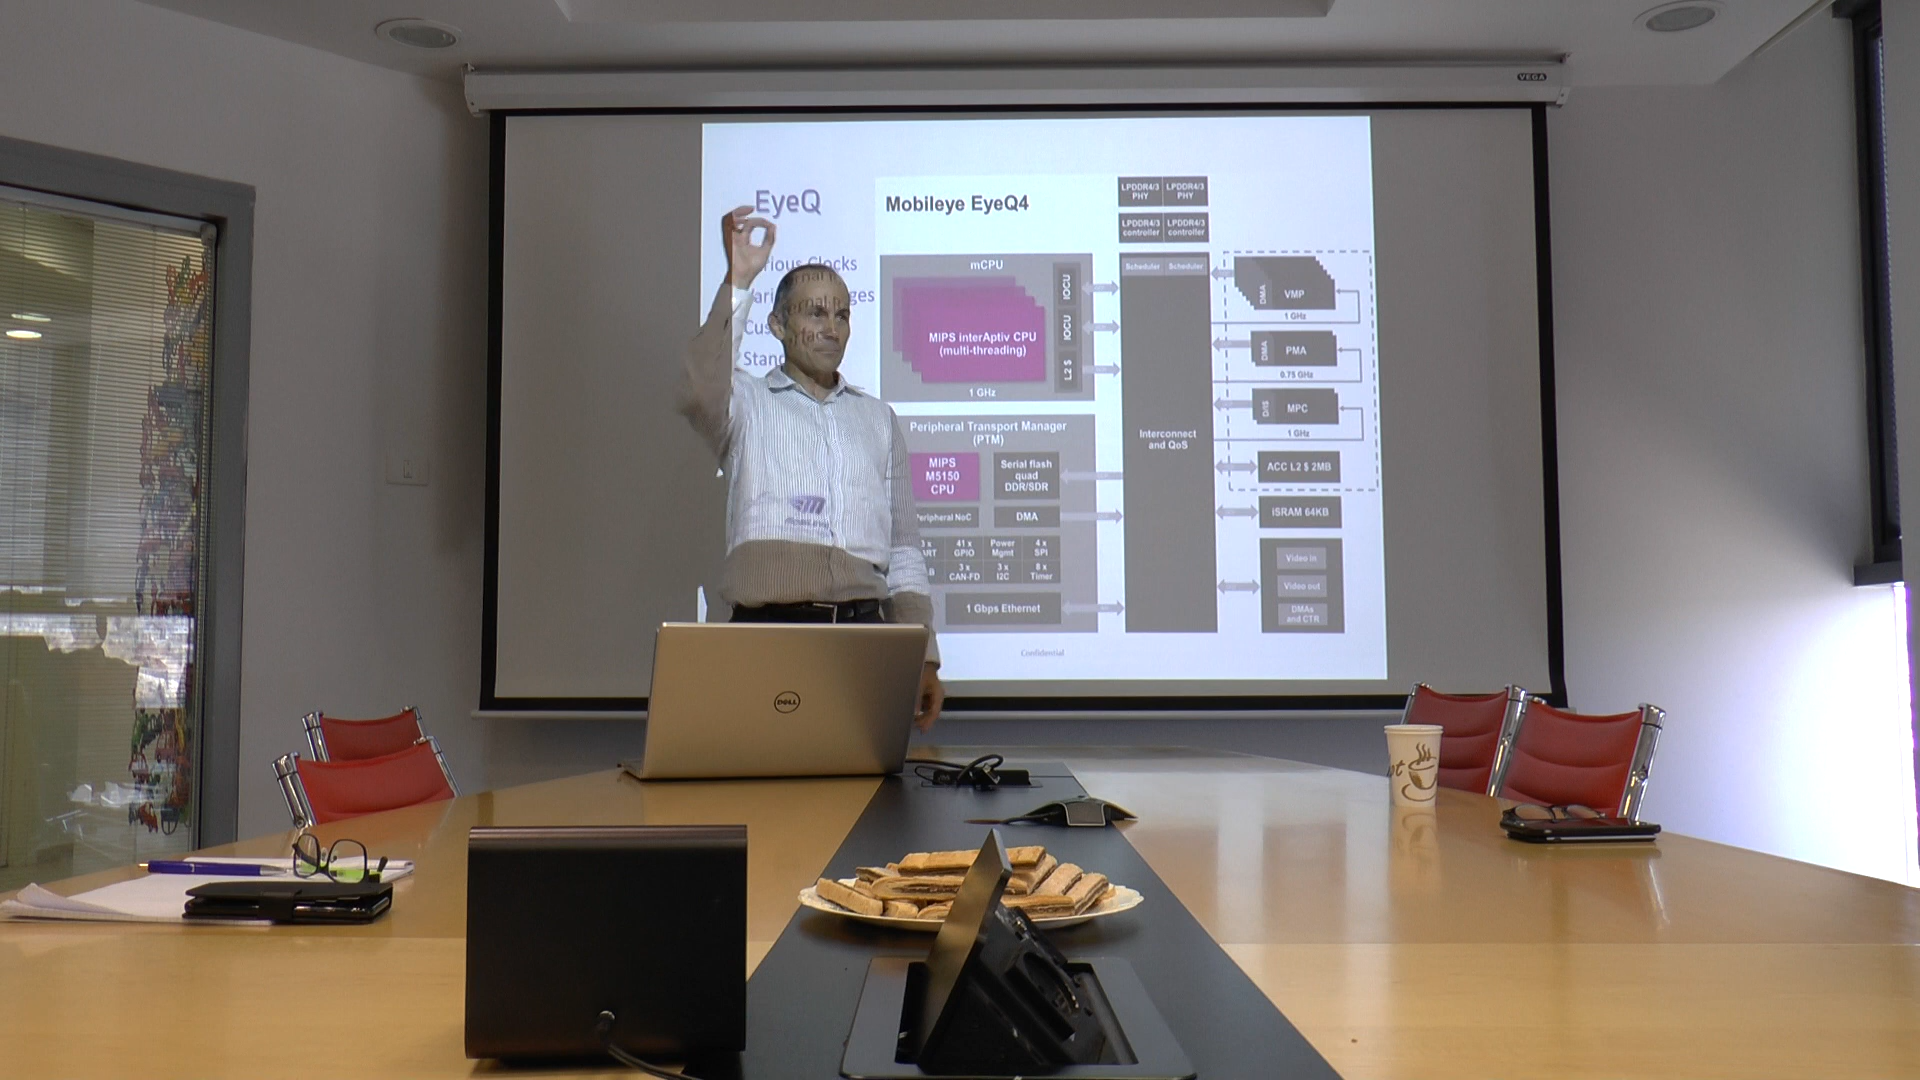 VEGA
EyeQ
Clocks
Mobileye EyeQ4
LPDDR4/3 PHY
LPDDR4/3 PHY
LPDDR4/3 controller
LPDDR4/3 controller
mCPU
MIPS interAptiv CPU
(multi-threading)
1 GHz
IOCU
IOCU
L2 $
Peripheral Transport Manager
(PTM)
MIPS
M5150
CPU
Serial flash
quad
DDR/SDR
Peripheral NoC
DMA
3 x
41 x
GPIO
Power
Mgmt
4 x
SPI
3 x
CAN-FD
3 x
I2C
8 x
Timer
1 Gbps Ethernet
Scheduler
Scheduler
Interconnect
and QoS
DMA
VMP
1 GHz
DMA
PMA
0.75 GHz
D/IS
MPC
1 GHz
ACC L2 $ 2MB
iSRAM 64KB
Video in
Video out
DMAs
and CTR
Confidential
DELL